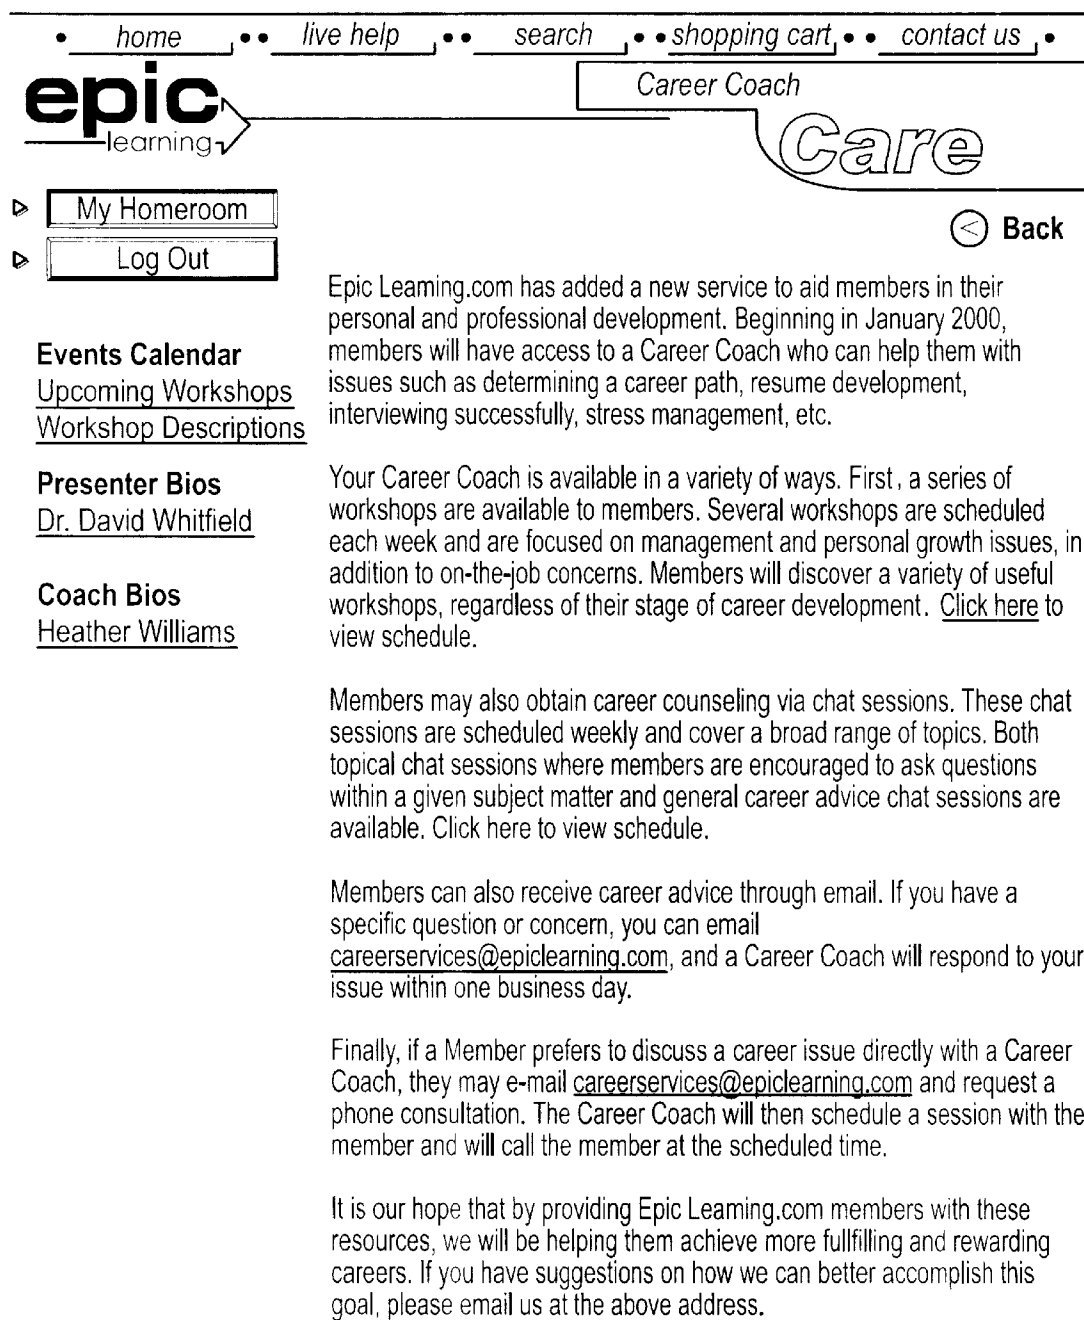 • home •• live help •• search •• shopping cart •• contact us •
epic
learning
Career Coach
Care
My Homeroom
Log Out
< Back
Events Calendar
Upcoming Workshops
Workshop Descriptions
Presenter Bios
Dr. David Whitfield
Coach Bios
Heather Williams
Epic Learning.com has added a new service to aid members in their
personal and professional development. Beginning in January 2000,
members will have access to a Career Coach who can help them with
issues such as determining a career path, resume development,
interviewing successfully, stress management, etc.
Your Career Coach is available in a variety of ways. First, a series of
workshops are available to members. Several workshops are scheduled
each week and are focused on management and personal growth issues, in
addition to on-the-job concerns. Members will discover a variety of useful
workshops, regardless of their stage of career development. Click here to
view schedule.
Members may also obtain career counseling via chat sessions. These chat
sessions are scheduled weekly and cover a broad range of topics. Both
topical chat sessions where members are encouraged to ask questions
within a given subject matter and general career advice chat sessions are
available. Click here to view schedule.
Members can also receive career advice through email. If you have a
specific question or concern, you can email
careerservices@epiclearning.com, and a Career Coach will respond to your
issue within one business day.
Finally, if a Member prefers to discuss a career issue directly with a Career
Coach, they may e-mail careerservices@epiclearning.com and request a
phone consultation. The Career Coach will then schedule a session with the
member and will call the member at the scheduled time.
It is our hope that by providing Epic Learning.com members with these
resources, we will be helping them achieve more fullfilling and rewarding
careers. If you have suggestions on how we can better accomplish this
goal, please email us at the above address.